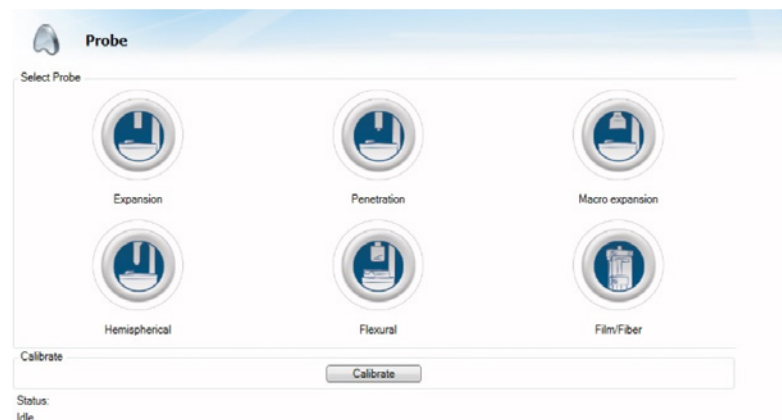 Probe
Select Probe
Expansion Penetration Macro expansion
Hemispherical Flexural Film/Fiber
Calibrate
Calibrate
Status:
Idle